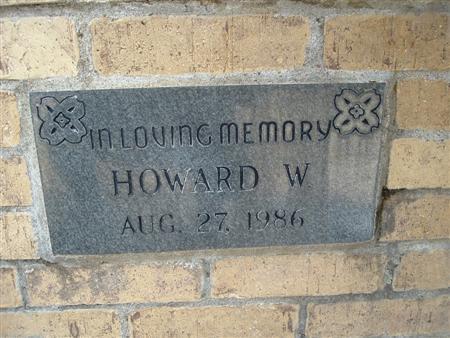 IN LOVING MEMORY
HOWARD W.
AUG. 27, 1986